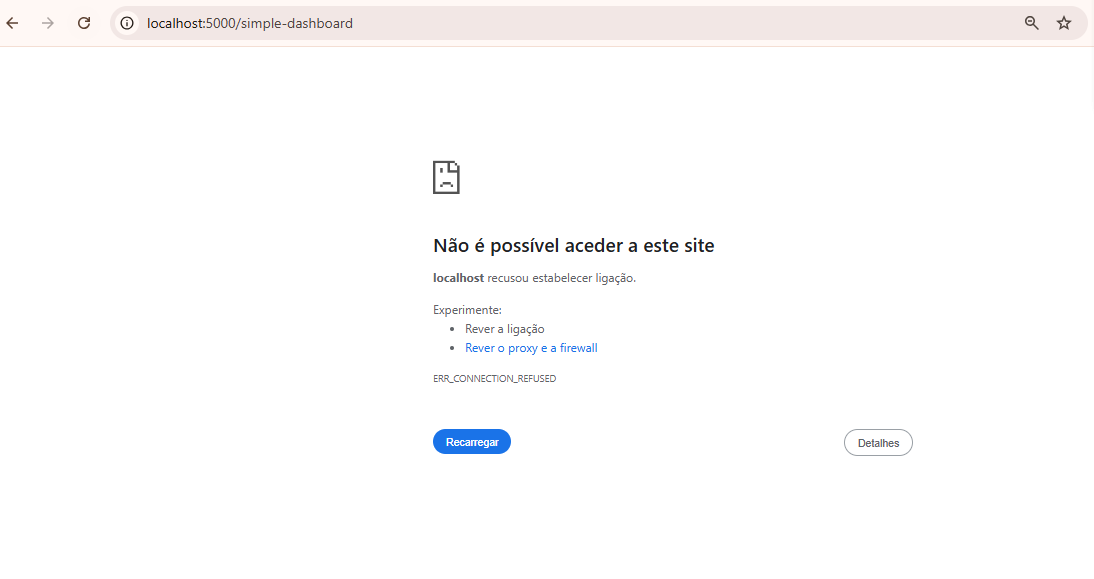 localhost:5000/simple-dashboard
Não é possível aceder a este site
localhost recusou estabelecer ligação.
Experimente:
• Rever a ligação
• Rever o proxy e a firewall
ERR_CONNECTION_REFUSED
Recarregar
Detalhes